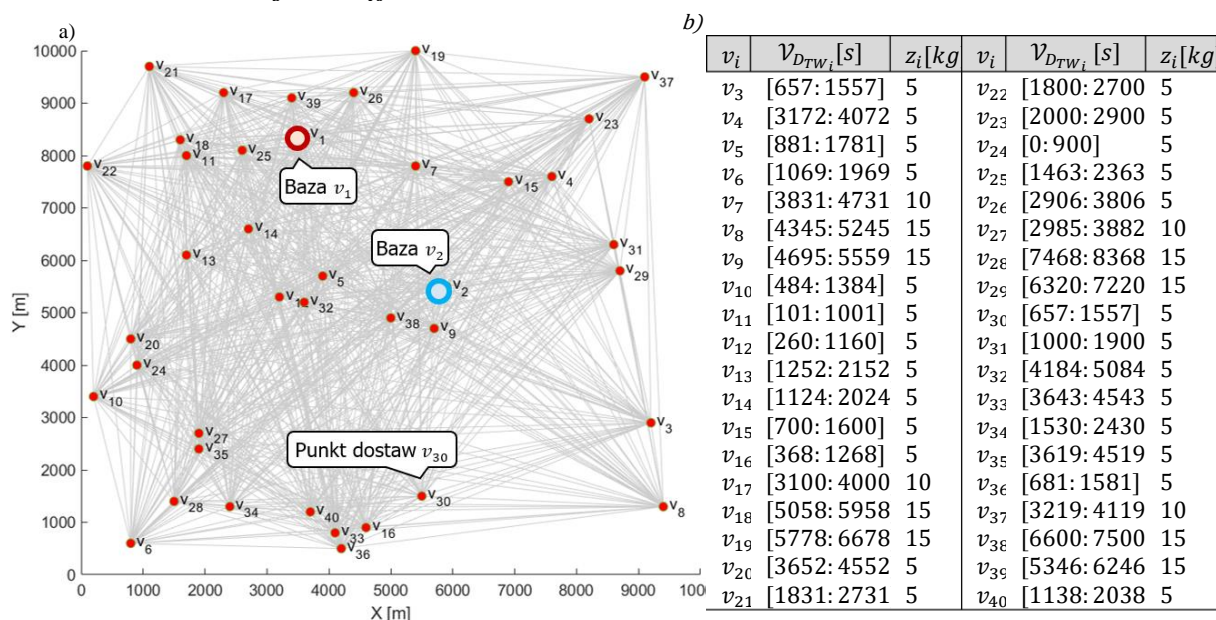 a)
10000
9000
8000
7000
6000
5000
4000
3000
2000
1000
0
Y [m]
0 1000 2000 3000 4000 5000 6000 7000 8000 9000
X [m]
v19
v21
v37
v17
v39
v26
v23
v1
v18
v11
v25
v22
v7
v15
v4
Baza v1
v14
v13
Baza v2
v31
v29
v5
v2
v32
v38
v9
v20
v24
v10
v3
v27
v35
Punkt dostaw v30
v30
v28
v34
v40
v16
v33
v36
v6
v8
b)
vi VDTWi[s] zi[kg vi VDTWi[s] zi[kg
v3 [657: 1557] 5 v22 [1800: 2700 5
v4 [3172: 4072 5 v23 [2000: 2900 5
v5 [881: 1781] 5 v24 [0: 900] 5
v6 [1069: 1969 5 v25 [1463: 2363 5
v7 [3831: 4731 10 v26 [2906: 3806 5
v8 [4345: 5245 15 v27 [2985: 3882 10
v9 [4695: 5559 15 v28 [7468: 8368 15
v10 [484: 1384] 5 v29 [6320: 7220 15
v11 [101: 1001] 5 v30 [657: 1557] 5
v12 [260: 1160] 5 v31 [1000: 1900 5
v13 [1252: 2152 5 v32 [4184: 5084 5
v14 [1124: 2024 5 v33 [3643: 4543 5
v15 [700: 1600] 5 v34 [1530: 2430 5
v16 [368: 1268] 5 v35 [3619: 4519 5
v17 [3100: 4000 10 v36 [681: 1581] 5
v18 [5058: 5958 15 v37 [3219: 4119 10
v19 [5778: 6678 15 v38 [6600: 7500 15
v20 [3652: 4552 5 v39 [5346: 6246 15
v21 [1831: 2731 5 v40 [1138: 2038 5